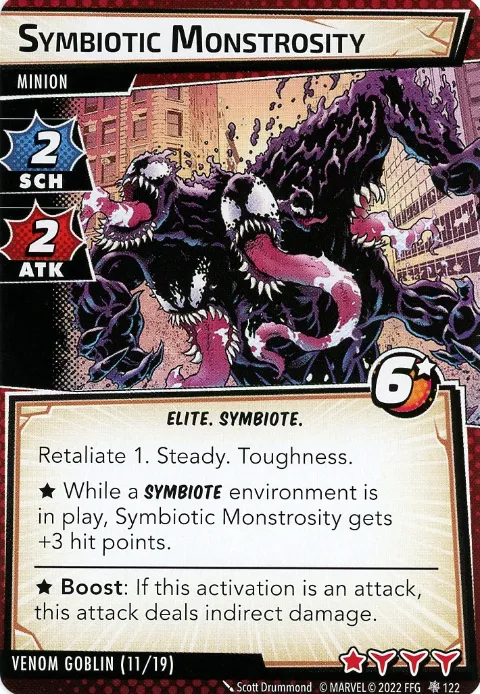 Symbiotic Monstrosity
MINION
2
SCH
2
ATK
6★
ELITE. SYMBIOTE.
Retaliate 1. Steady. Toughness.
★ While a SYMBIOTE environment is
in play, Symbiotic Monstrosity gets
+3 hit points.
★ Boost: If this activation is an attack,
this attack deals indirect damage.
VENOM GOBLIN (11/19)
Scott Drummond © MARVEL © 2022 FFG 122